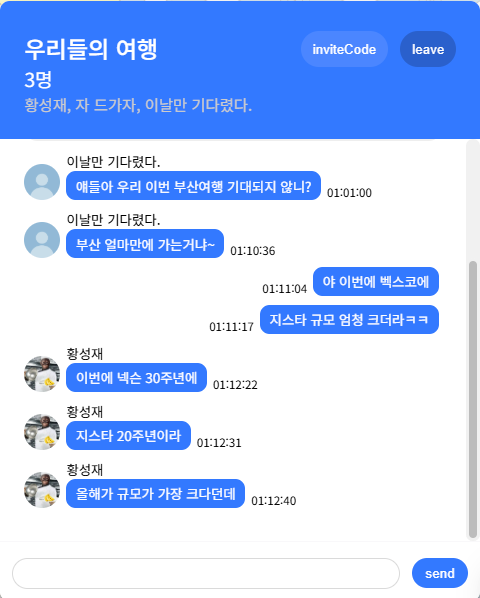 우리들의 여행
inviteCode
leave
3명
황성재, 자 드가자, 이날만 기다렸다.
이날만 기다렸다.
얘들아 우리 이번 부산여행 기대되지 않니? 01:01:00
이날만 기다렸다.
부산 얼마만에 가는거냐~ 01:10:36
01:11:04 야 이번에 벡스코에
01:11:17 지스타 규모 엄청 크더라ㅋㅋ
황성재
이번에 넥슨 30주년에 01:12:22
황성재
지스타 20주년이라 01:12:31
황성재
올해가 규모가 가장 크다던데 01:12:40
send